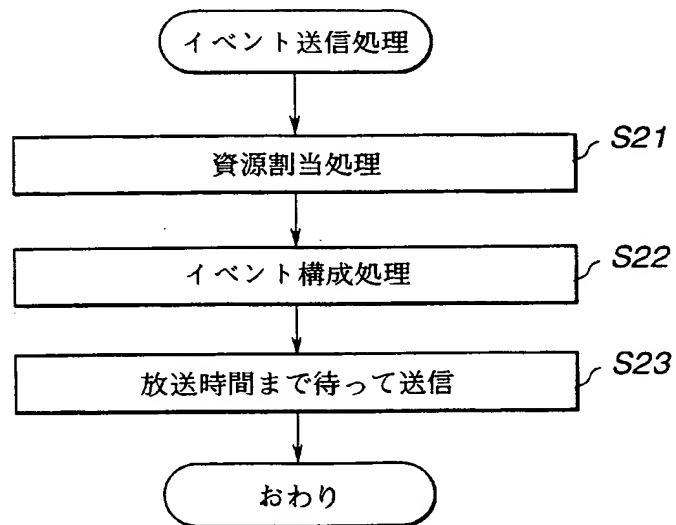 イベント送信処理
資源割当処理
S21
イベント構成処理
S22
放送時間まで待って送信
S23
おわり